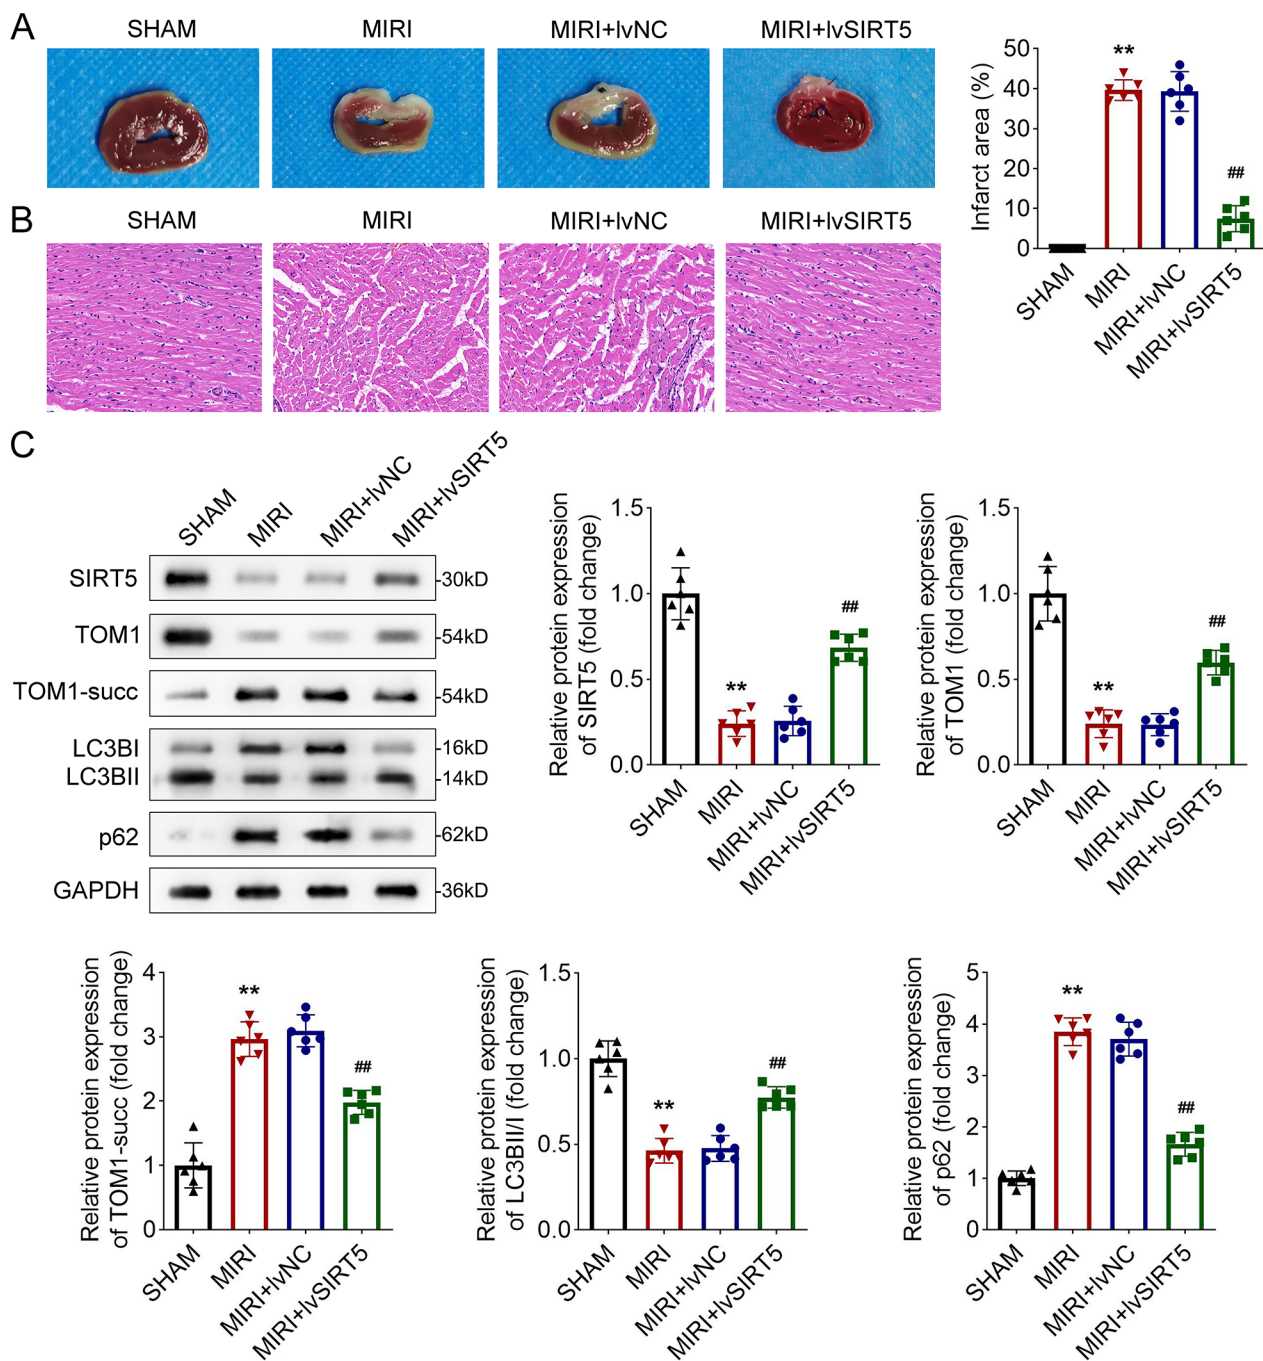 A
SHAM
MIRI
MIRI+lvNC
MIRI+lvSIRT5
Infarct area (%)
50
40
30
20
10
0
**
##
SHAM
MIRI
MIRI+lvNC
MIRI+lvSIRT5
B
SHAM
MIRI
MIRI+lvNC
MIRI+lvSIRT5
C
SHAM
MIRI
MIRI+lvNC
MIRI+lvSIRT5
SIRT5
-30kD
TOM1
-54kD
TOM1-succ
-54kD
LC3BI
-16kD
LC3BII
-14kD
p62
-62kD
GAPDH
-36kD
Relative protein expression
of SIRT5 (fold change)
1.5
1.0
0.5
0.0
**
##
SHAM
MIRI
MIRI+lvNC
MIRI+lvSIRT5
Relative protein expression
of TOM1 (fold change)
1.5
1.0
0.5
0.0
**
##
SHAM
MIRI
MIRI+lvNC
MIRI+lvSIRT5
Relative protein expression
of TOM1-succ (fold change)
4
3
2
1
0
**
##
SHAM
MIRI
MIRI+lvNC
MIRI+lvSIRT5
Relative protein expression
of LC3BII/I (fold change)
1.5
1.0
0.5
0.0
**
##
SHAM
MIRI
MIRI+lvNC
MIRI+lvSIRT5
Relative protein expression
of p62 (fold change)
5
4
3
2
1
0
**
##
SHAM
MIRI
MIRI+lvNC
MIRI+lvSIRT5